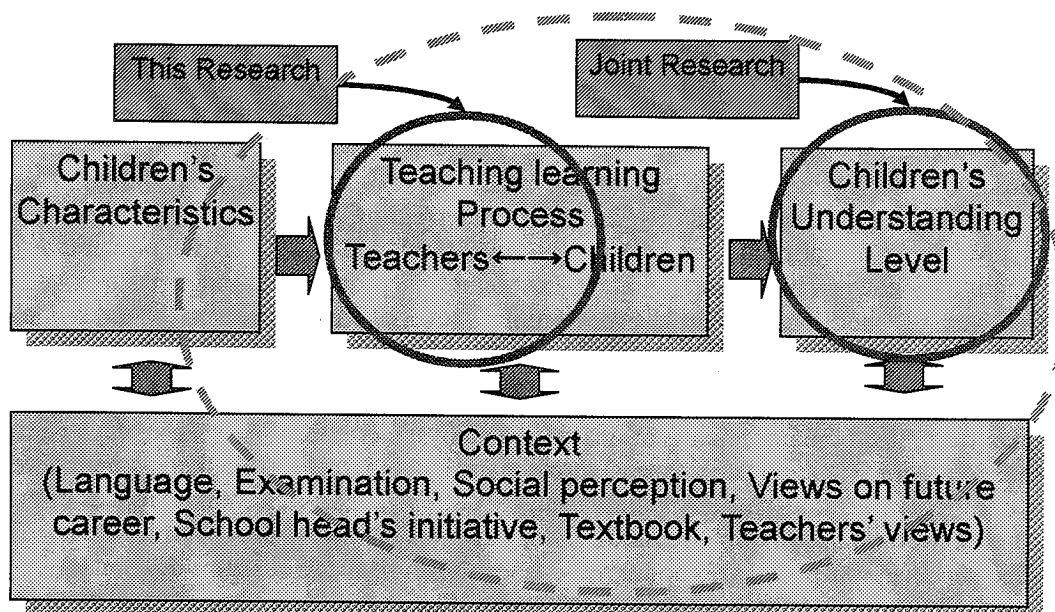 This Research
Joint Research
Children's
Characteristics
Teaching learning
Process
Teachers←→Children
Children's
Understanding
Level
Context
(Language, Examination, Social perception, Views on future
career, School head's initiative, Textbook, Teachers' views)